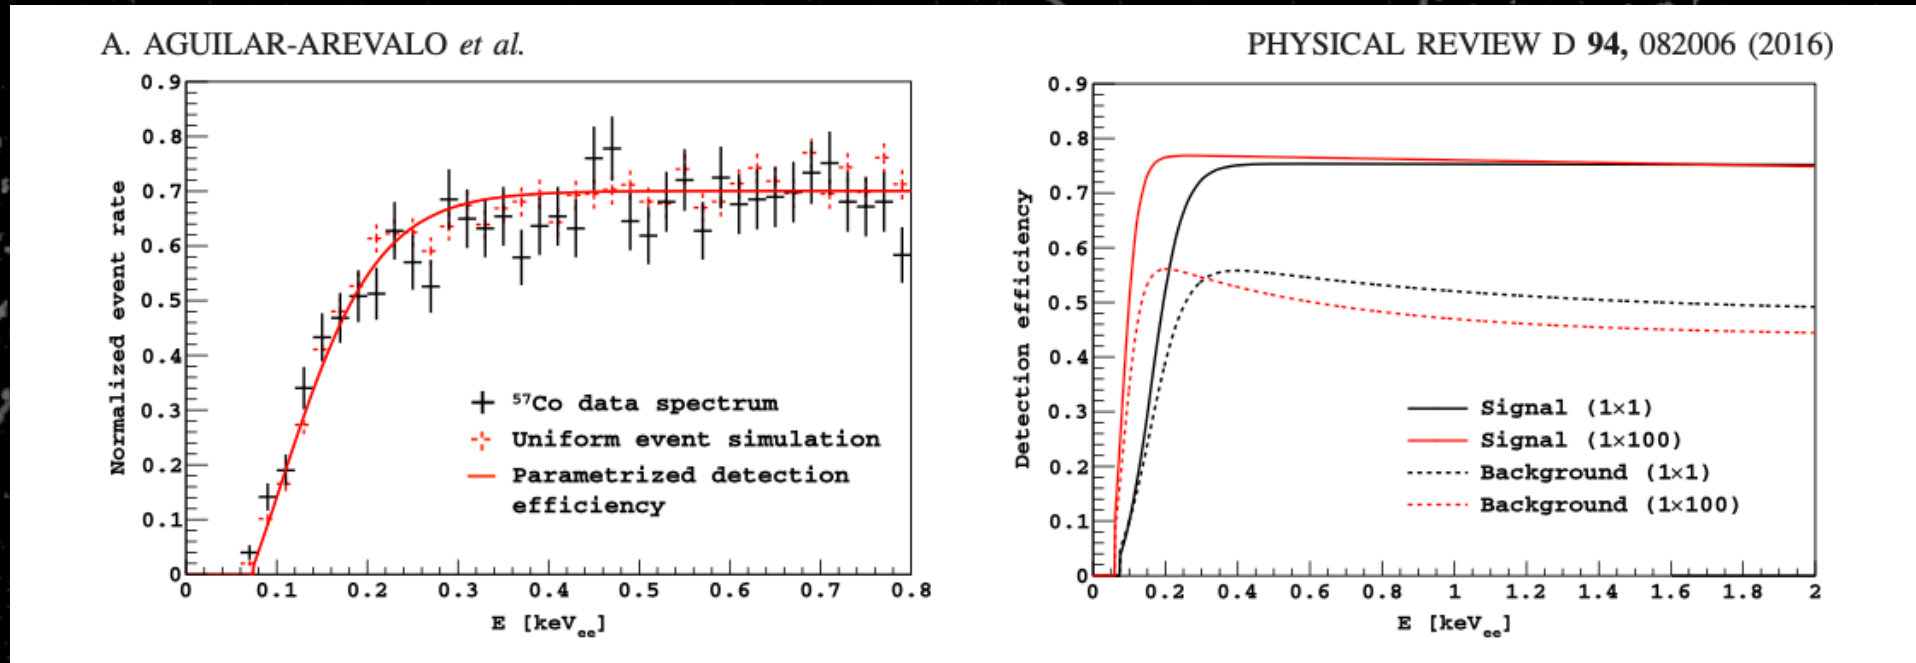 A. AGUILAR-AREVALO et al.
PHYSICAL REVIEW D 94, 082006 (2016)
Normalized event rate
0.9
0.8
0.7
0.6
0.5
0.4
0.3
0.2
0.1
0
⁵⁷Co data spectrum
Uniform event simulation
Parametrized detection
efficiency
0 0.1 0.2 0.3 0.4 0.5 0.6 0.7 0.8
E [keVee]
Detection efficiency
0.9
0.8
0.7
0.6
0.5
0.4
0.3
0.2
0.1
0
Signal (1×1)
Signal (1×100)
Background (1×1)
Background (1×100)
0 0.2 0.4 0.6 0.8 1 1.2 1.4 1.6 1.8 2
E [keVee]